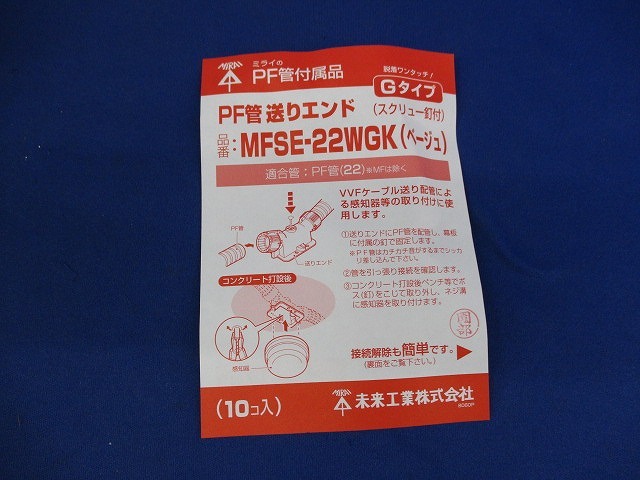 MIRAI
ミライの
PF管付属品
脱着ワンタッチ!
Gタイプ
PF管 送りエンド
(スクリュー釘付)
品番:MFSE-22WGK(ベージュ)
適合管:PF管(22)※MFは除く
VVFケーブル送り配管によ
る感知器等の取り付けに使
用します。
PF管
送りエンド
①送りエンドにPF管を配管し、幕板
に付属の釘で固定します。
※PF管はカチカチ音がするまでシッカ
リ差し込んで下さい。
②管を引っ張り接続を確認します。
③コンクリート打設後ペンチ等でボ
ス(釘)をこじて取り外し、ネジ溝
に感知器を取り付けます。
コンクリート打設後
感知器
接続解除も簡単です。
(裏面をご覧下さい。)
(10コ入)
MIRAI
未来工業株式会社